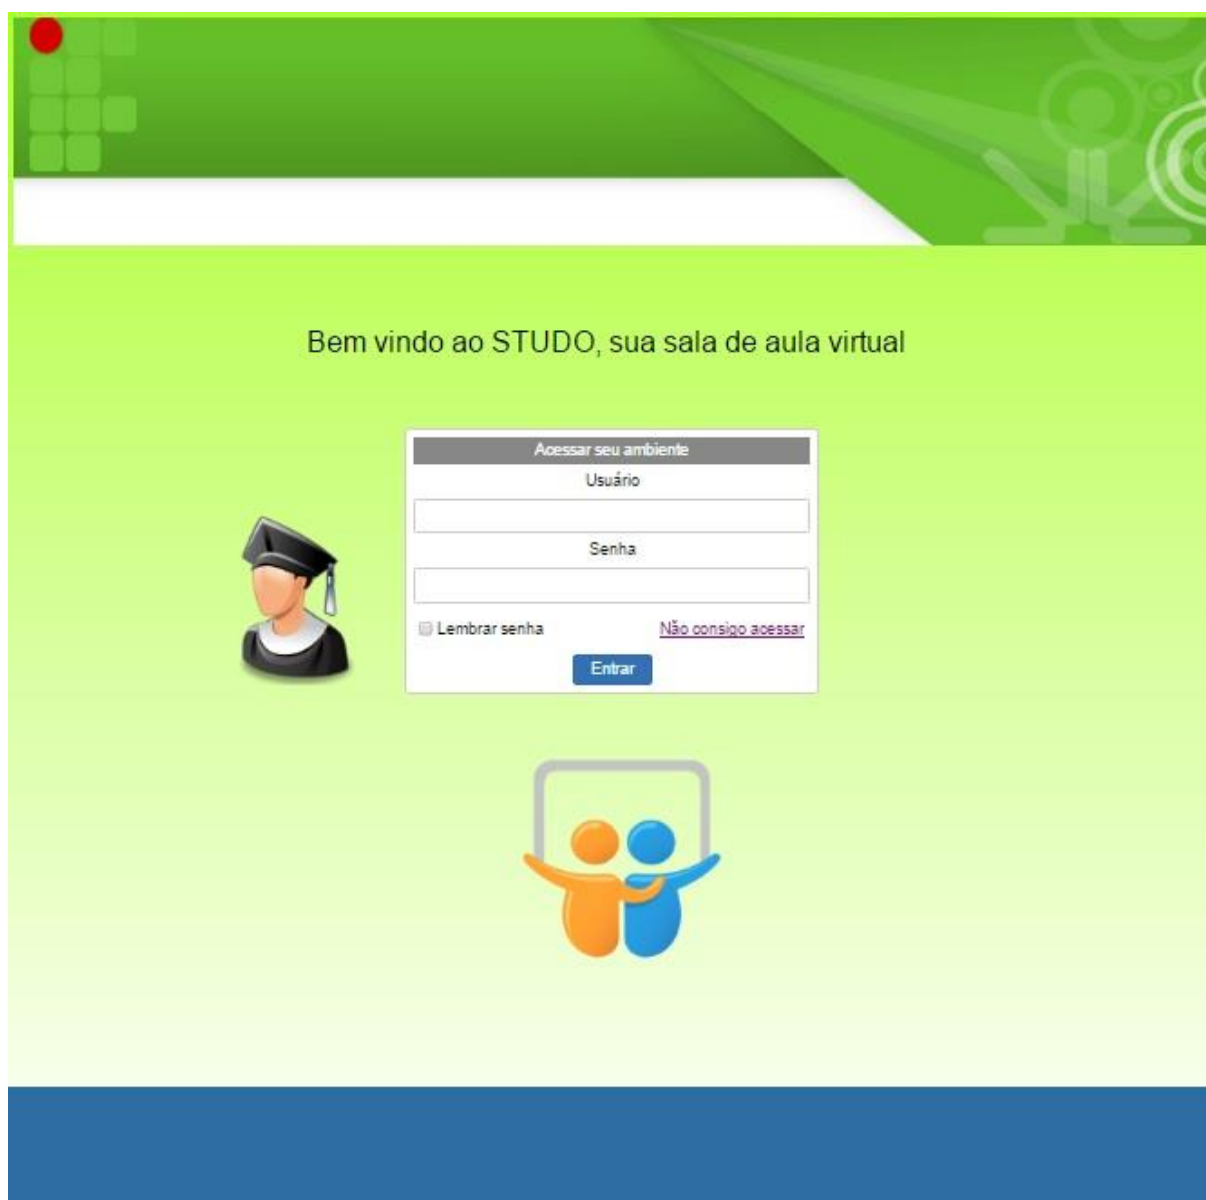 Bem vindo ao STUDO, sua sala de aula virtual
Acessar seu ambiente
Usuário
Senha
Lembrar senha
Não consigo acessar
Entrar